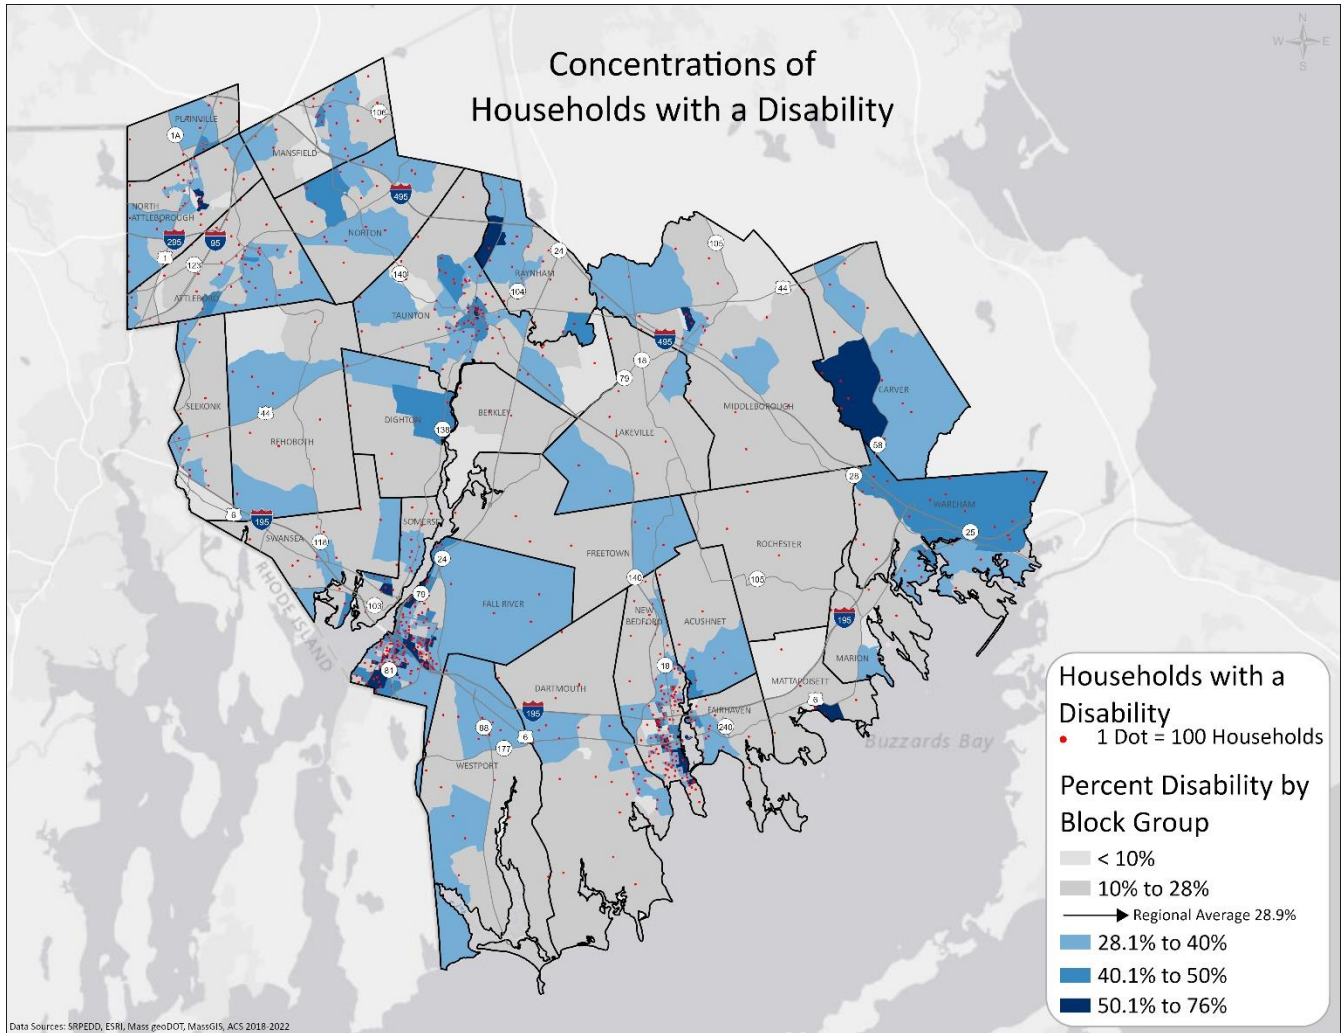 Concentrations of
Households with a Disability
N
W E
S
PLAINVILLE
1A
106
MANSFIELD
NORTH
ATTLEBOROUGH
495
295
95
NORTON
1
123
140
24
RAYNHAM
104
105
44
ATTLEBORO
TAUNTON
495
18
79
SEEKONK
44
REHOBOTH
DIGHTON
138
BERKLEY
LAKEVILLE
MIDDLEBOROUGH
CARVER
58
6
195
SWANSEA
118
SOMERSET
24
28
WAREHAM
25
FREETOWN
ROCHESTER
103
79
FALL RIVER
140
105
RHODE ISLAND
NEW
BEDFORD
ACUSHNET
195
81
18
MARION
MATTAPOISETT
DARTMOUTH
6
195
FAIRHAVEN
240
88
6
177
WESTPORT
Buzzards Bay
Households with a
Disability
1 Dot = 100 Households
Percent Disability by
Block Group
< 10%
10% to 28%
Regional Average 28.9%
28.1% to 40%
40.1% to 50%
50.1% to 76%
Data Sources: SRPEDD, ESRI, Mass geoDOT, MassGIS, ACS 2018-2022